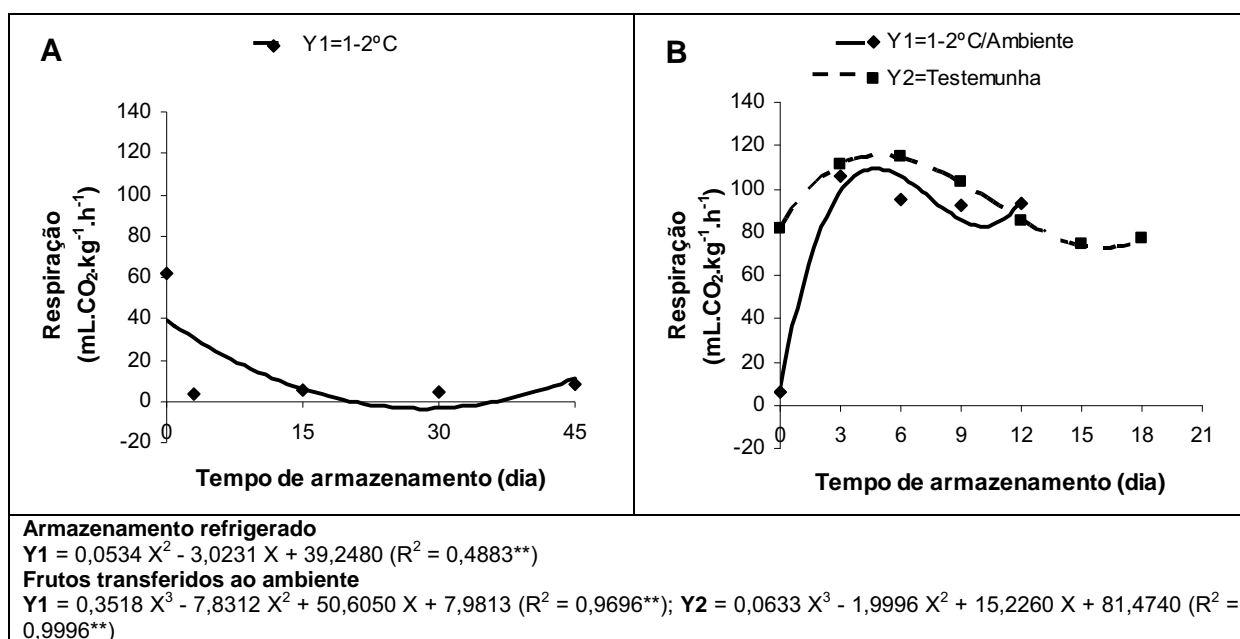 A
Y1=1-2ºC
140
120
100
80
60
40
20
0
-20
0
15
30
45
Respiração
(mL.CO₂.kg⁻¹.h⁻¹)
Tempo de armazenamento (dia)
B
Y1=1-2ºC/Ambiente
Y2=Testemunha
140
120
100
80
60
40
20
0
-20
0
3
6
9
12
15
18
21
Respiração
(mL.CO₂.kg⁻¹.h⁻¹)
Tempo de armazenamento (dia)
Armazenamento refrigerado
Y1 = 0,0534 X² - 3,0231 X + 39,2480 (R² = 0,4883**)
Frutos transferidos ao ambiente
Y1 = 0,3518 X³ - 7,8312 X² + 50,6050 X + 7,9813 (R² = 0,9696**); Y2 = 0,0633 X³ - 1,9996 X² + 15,2260 X + 81,4740 (R² =
0,9996**)